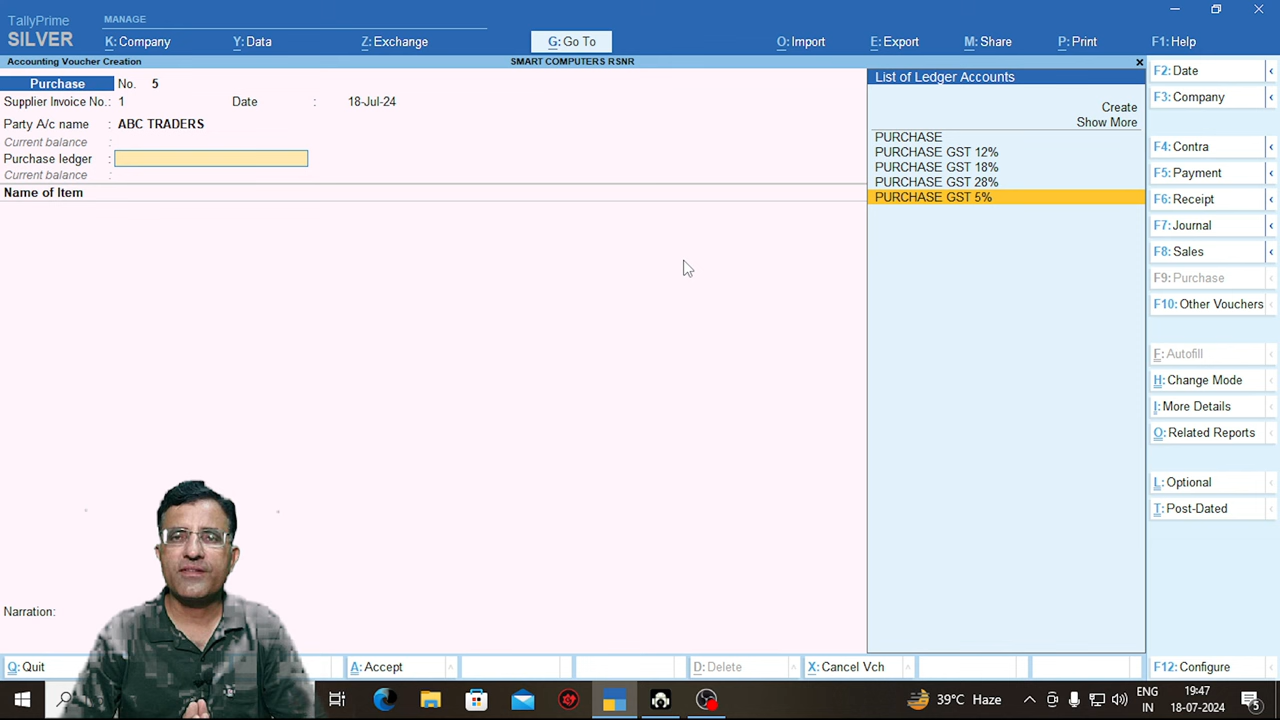 TallyPrime
MANAGE
SILVER
K: Company
Y: Data
Z: Exchange
G: Go To
O: Import
E: Export
M: Share
P: Print
F1: Help
Accounting Voucher Creation
SMART COMPUTERS RSNR
×
Purchase No. 5
Supplier Invoice No.: 1 Date : 18-Jul-24
Party A/c name : ABC TRADERS
Current balance :
Purchase ledger :
Current balance :
Name of Item
Narration:
List of Ledger Accounts
Create
Show More
PURCHASE
PURCHASE GST 12%
PURCHASE GST 18%
PURCHASE GST 28%
PURCHASE GST 5%
F2: Date
F3: Company
F4: Contra
F5: Payment
F6: Receipt
F7: Journal
F8: Sales
F9: Purchase
F10: Other Vouchers
F: Autofill
H: Change Mode
I: More Details
O: Related Reports
L: Optional
T: Post-Dated
Q: Quit
A: Accept
D: Delete
X: Cancel Vch
F12: Configure
39°C Haze
ENG
IN
19:47
18-07-2024
5